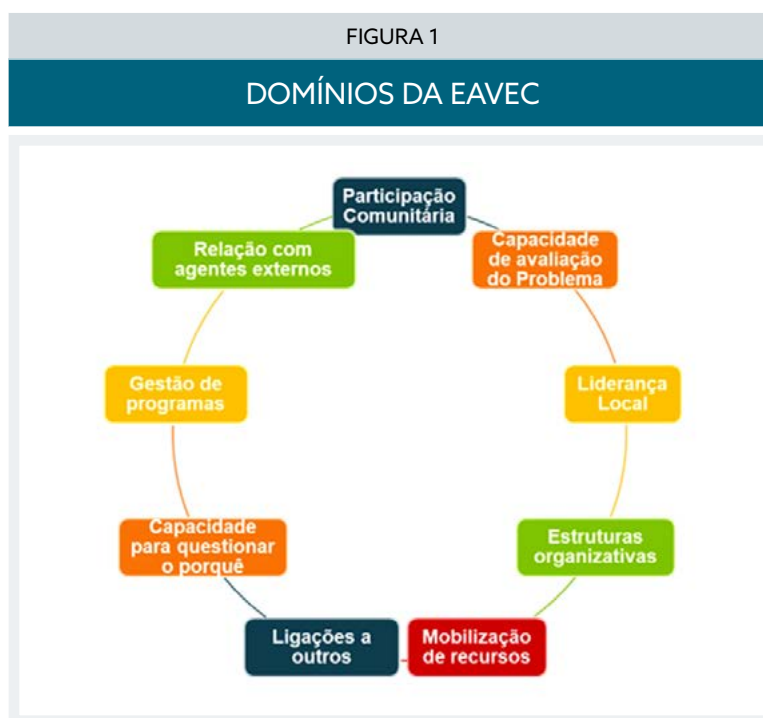 FIGURA 1
DOMÍNIOS DA EAVEC
Participação
Comunitária
Capacidade
de avaliação
do Problema
Liderança
Local
Estruturas
organizativas
Mobilização
de recursos
Ligações a
outros
Capacidade
para questionar
o porquê
Gestão de
programas
Relação com
agentes externos